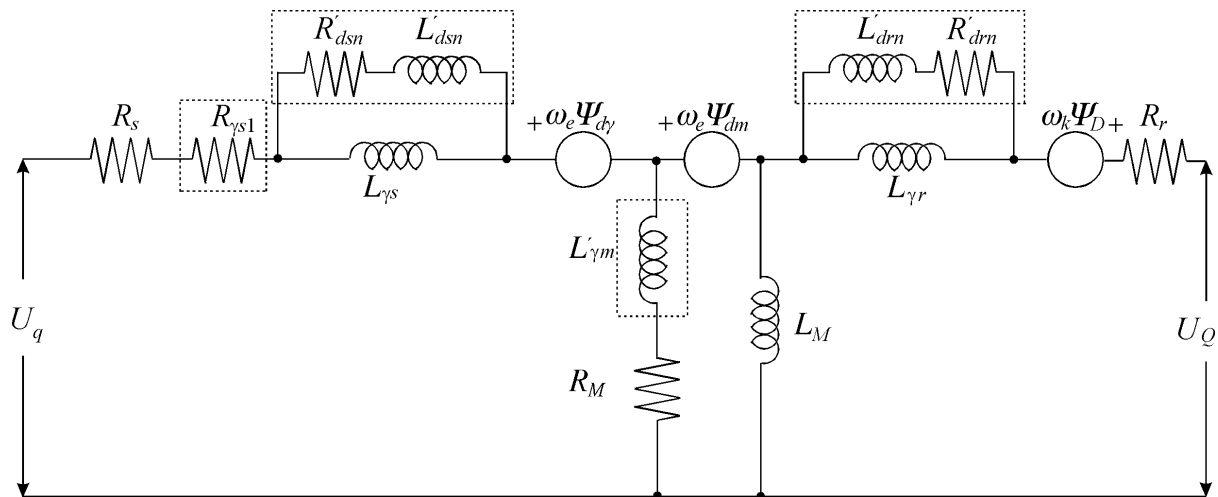 R′dsn L′dsn
L′drn R′drn
Rs Rγs1 + ωeΨdγ + ωeΨdm ωkΨD + Rr
Lγs Lγr
L′γm
Uq LM UQ
RM